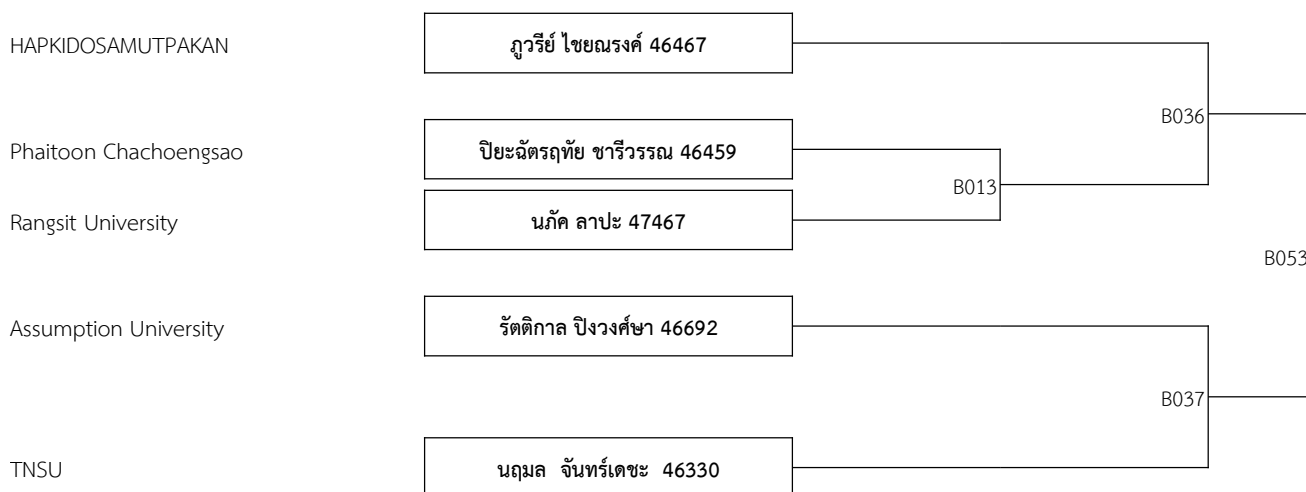 HAPKIDOSAMUTPAKAN
ภูวรีย์ ไชยณรงค์ 46467
B036
Phaitoon Chachoengsao
ปิยะฉัตรฤทัย ชารีวรรณ 46459
B013
Rangsit University
นภัค ลาปะ 47467
B053
Assumption University
รัตติกาล ปิงวงศ์ษา 46692
B037
TNSU
นฤมล จันทร์เดชะ 46330